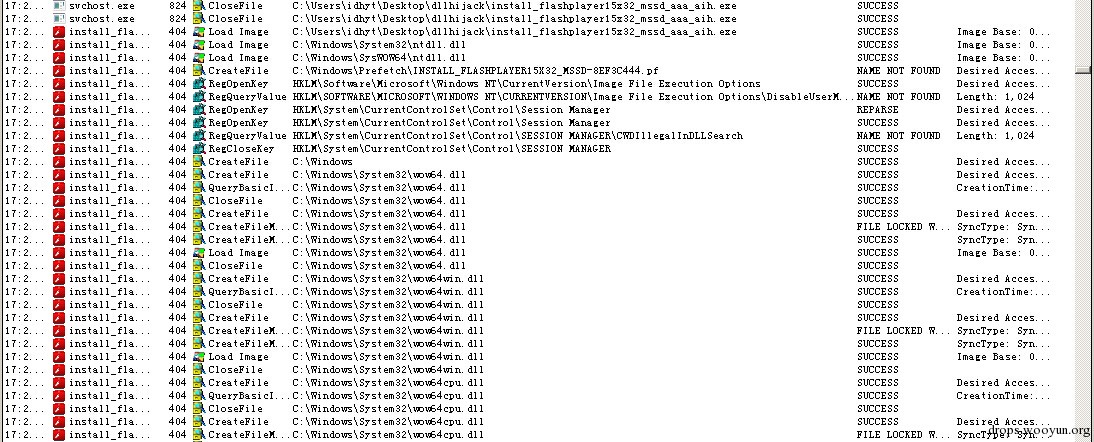 17:2... svchost.exe 824 CloseFile C:\Users\idhyt\Desktop\dllhijack\install_flashplayer15x32_mssd_aaa_aih.exe SUCCESS
17:2... svchost.exe 824 CloseFile C:\Users\idhyt\Desktop\dllhijack\install_flashplayer15x32_mssd_aaa_aih.exe SUCCESS
17:2... install_fla... 404 Load Image C:\Users\idhyt\Desktop\dllhijack\install_flashplayer15x32_mssd_aaa_aih.exe SUCCESS Image Base: 0...
17:2... install_fla... 404 Load Image C:\Windows\System32\ntdll.dll SUCCESS Image Base: 0...
17:2... install_fla... 404 Load Image C:\Windows\SysWOW64\ntdll.dll SUCCESS Image Base: 0...
17:2... install_fla... 404 CreateFile C:\Windows\Prefetch\INSTALL_FLASHPLAYER15X32_MSSD-8EF3C444.pf NAME NOT FOUND Desired Acces...
17:2... install_fla... 404 RegOpenKey HKLM\Software\Microsoft\Windows NT\CurrentVersion\Image File Execution Options SUCCESS Desired Acces...
17:2... install_fla... 404 RegQueryValue HKLM\SOFTWARE\MICROSOFT\WINDOWS NT\CURRENTVERSION\Image File Execution Options\DisableUserM... NAME NOT FOUND Length: 1,024
17:2... install_fla... 404 RegOpenKey HKLM\System\CurrentControlSet\Control\Session Manager REPARSE Desired Acces...
17:2... install_fla... 404 RegOpenKey HKLM\System\CurrentControlSet\Control\Session Manager SUCCESS Desired Acces...
17:2... install_fla... 404 RegQueryValue HKLM\System\CurrentControlSet\Control\SESSION MANAGER\CWDIllegalInDLLSearch NAME NOT FOUND Length: 1,024
17:2... install_fla... 404 RegCloseKey HKLM\System\CurrentControlSet\Control\SESSION MANAGER SUCCESS
17:2... install_fla... 404 CreateFile C:\Windows SUCCESS Desired Acces...
17:2... install_fla... 404 CreateFile C:\Windows\System32\wow64.dll SUCCESS Desired Acces...
17:2... install_fla... 404 QueryBasicI... C:\Windows\System32\wow64.dll SUCCESS CreationTime:...
17:2... install_fla... 404 CloseFile C:\Windows\System32\wow64.dll SUCCESS
17:2... install_fla... 404 CreateFile C:\Windows\System32\wow64.dll SUCCESS Desired Acces...
17:2... install_fla... 404 CreateFileM... C:\Windows\System32\wow64.dll FILE LOCKED W... SyncType: Syn...
17:2... install_fla... 404 CreateFileM... C:\Windows\System32\wow64.dll SUCCESS SyncType: Syn...
17:2... install_fla... 404 Load Image C:\Windows\System32\wow64.dll SUCCESS Image Base: 0...
17:2... install_fla... 404 CloseFile C:\Windows\System32\wow64.dll SUCCESS
17:2... install_fla... 404 CreateFile C:\Windows\System32\wow64win.dll SUCCESS Desired Acces...
17:2... install_fla... 404 QueryBasicI... C:\Windows\System32\wow64win.dll SUCCESS CreationTime:...
17:2... install_fla... 404 CloseFile C:\Windows\System32\wow64win.dll SUCCESS
17:2... install_fla... 404 CreateFile C:\Windows\System32\wow64win.dll SUCCESS Desired Acces...
17:2... install_fla... 404 CreateFileM... C:\Windows\System32\wow64win.dll FILE LOCKED W... SyncType: Syn...
17:2... install_fla... 404 CreateFileM... C:\Windows\System32\wow64win.dll SUCCESS SyncType: Syn...
17:2... install_fla... 404 Load Image C:\Windows\System32\wow64win.dll SUCCESS Image Base: 0...
17:2... install_fla... 404 CloseFile C:\Windows\System32\wow64win.dll SUCCESS
17:2... install_fla... 404 CreateFile C:\Windows\System32\wow64cpu.dll SUCCESS Desired Acces...
17:2... install_fla... 404 QueryBasicI... C:\Windows\System32\wow64cpu.dll SUCCESS CreationTime:...
17:2... install_fla... 404 CloseFile C:\Windows\System32\wow64cpu.dll SUCCESS
17:2... install_fla... 404 CreateFile C:\Windows\System32\wow64cpu.dll SUCCESS Desired Acces...
17:2... install_fla... 404 CreateFileM... C:\Windows\System32\wow64cpu.dll FILE LOCKED W... SyncType: Syn...
drops.wooyun.org